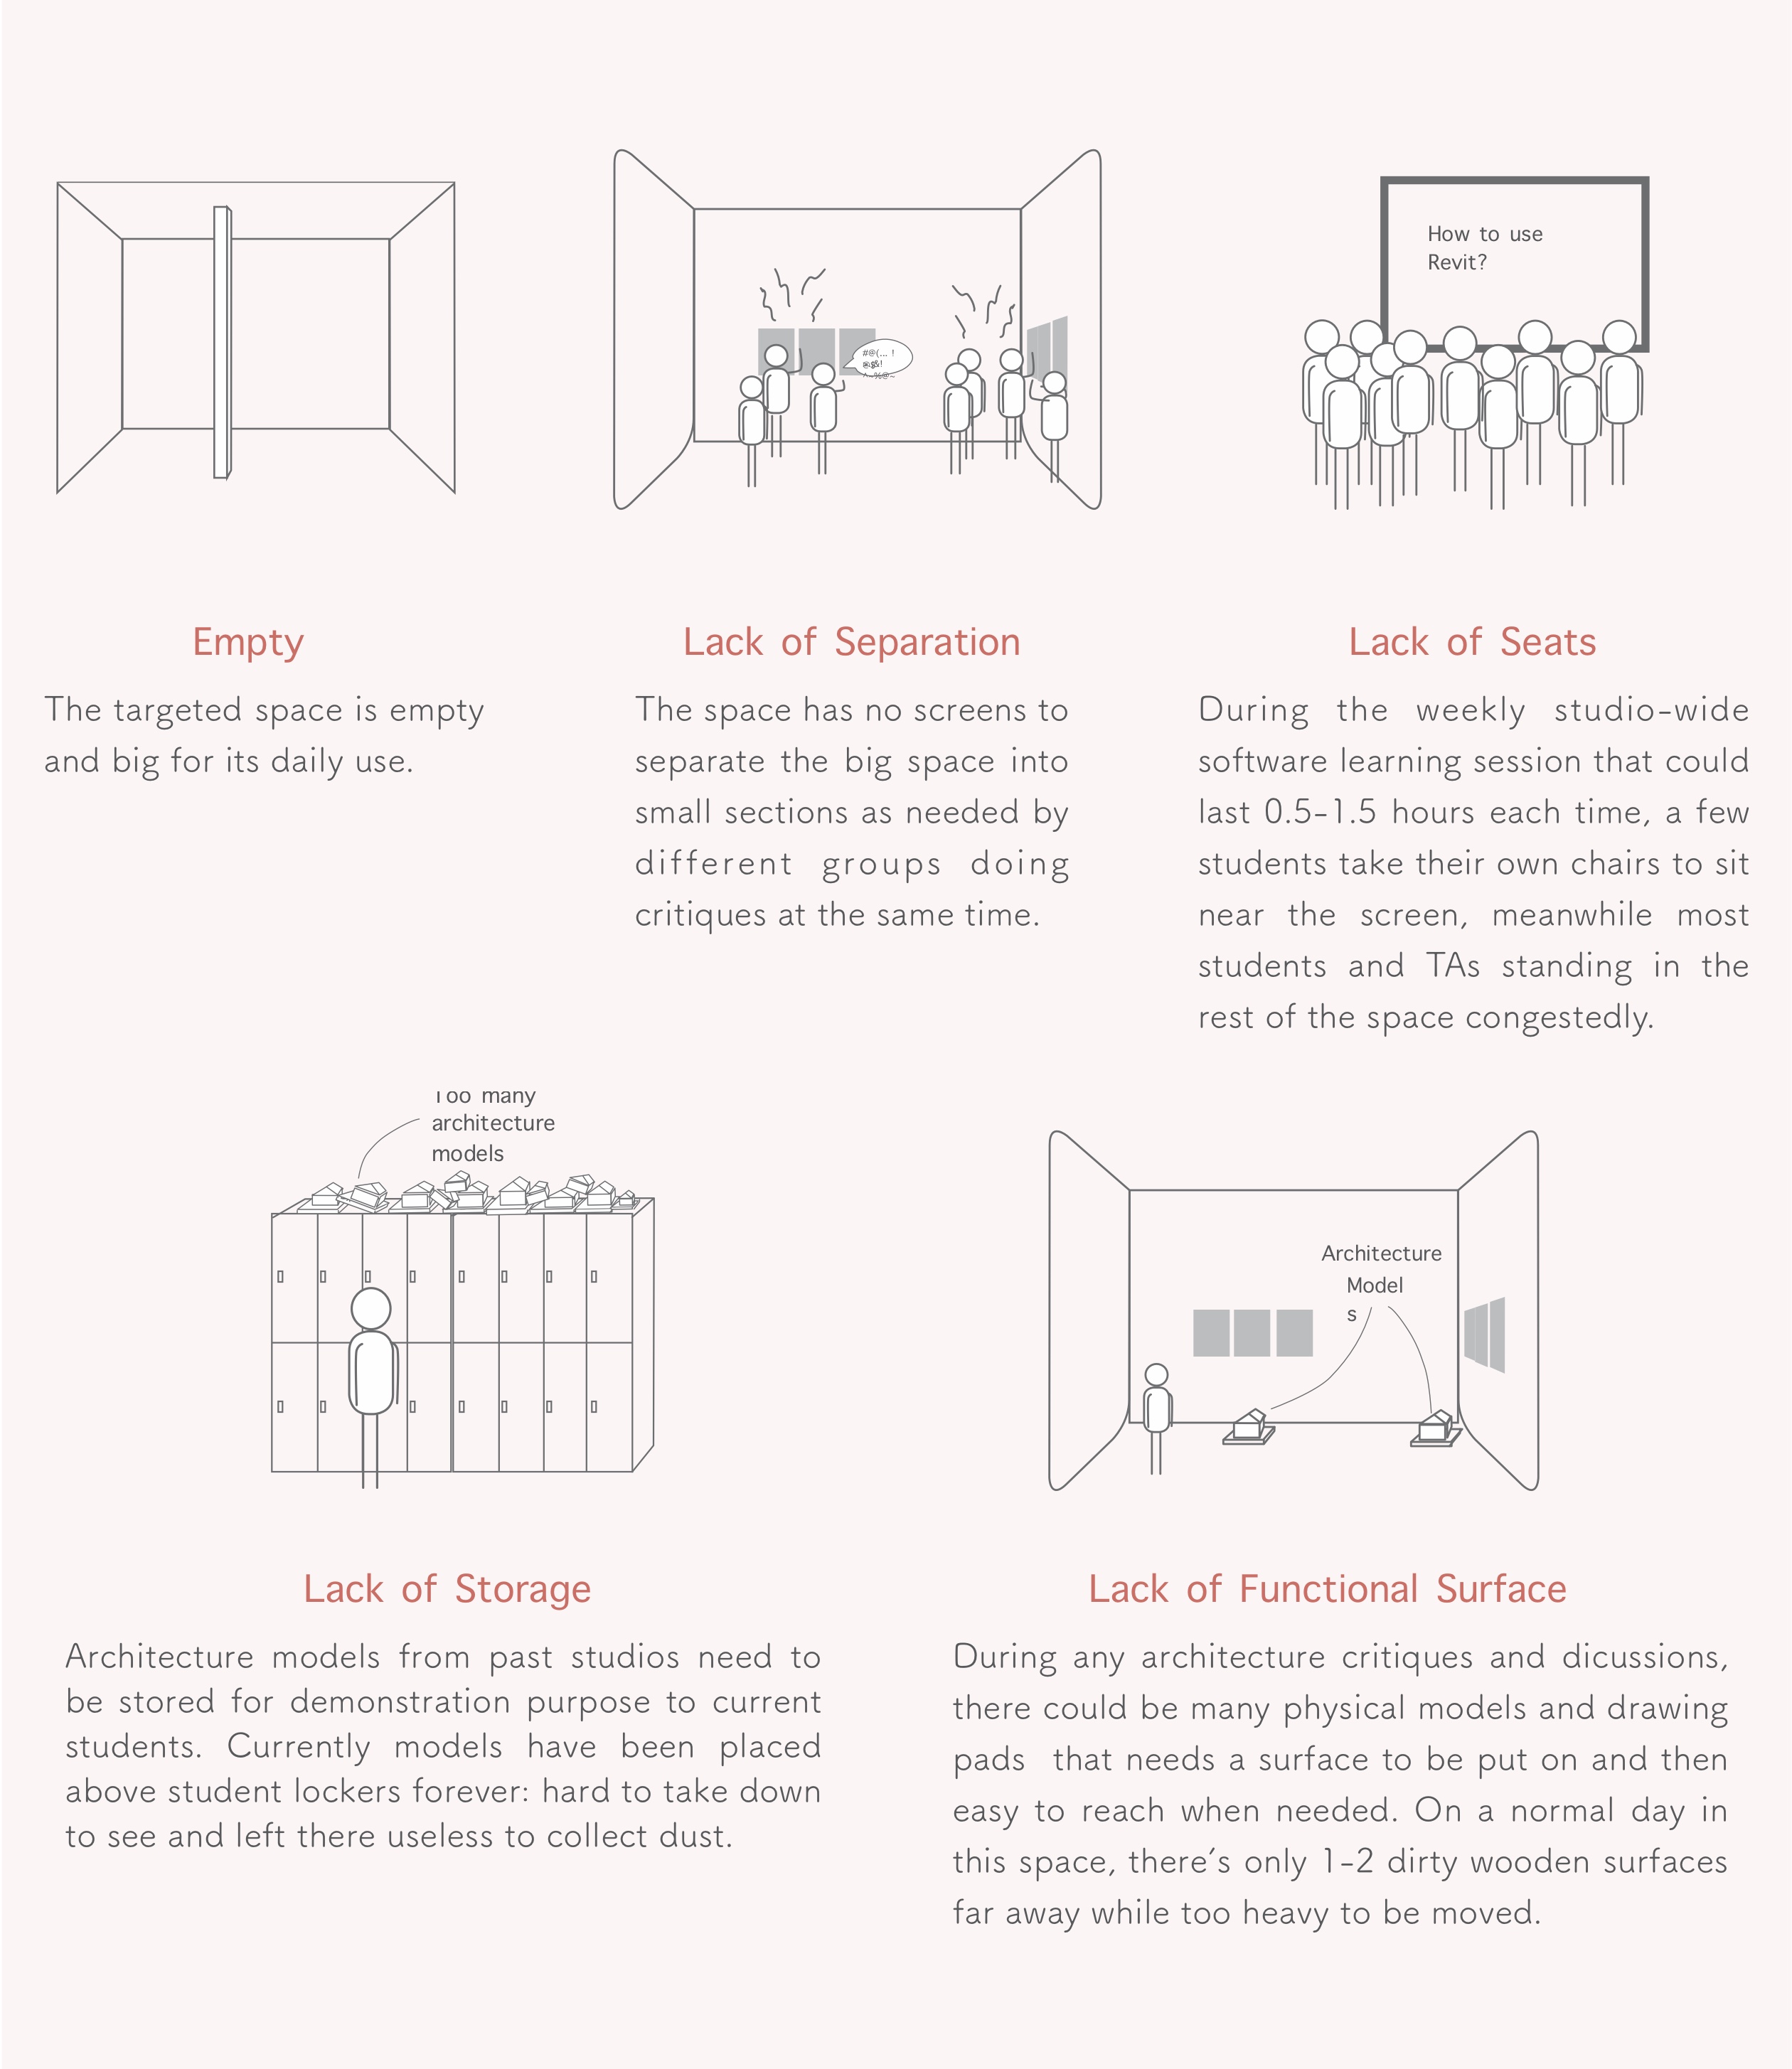 How to use
Revit?
#@(... !
@$&!
^~%@~
Empty
The targeted space is empty
and big for its daily use.
Lack of Separation
The space has no screens to
separate the big space into
small sections as needed by
different groups doing
critiques at the same time.
Lack of Seats
During the weekly studio-wide
software learning session that could
last 0.5-1.5 hours each time, a few
students take their own chairs to sit
near the screen, meanwhile most
students and TAs standing in the
rest of the space congestedly.
Too many
architecture
models
Architecture
Model
s
Lack of Storage
Architecture models from past studios need to
be stored for demonstration purpose to current
students. Currently models have been placed
above student lockers forever: hard to take down
to see and left there useless to collect dust.
Lack of Functional Surface
During any architecture critiques and dicussions,
there could be many physical models and drawing
pads that needs a surface to be put on and then
easy to reach when needed. On a normal day in
this space, there's only 1-2 dirty wooden surfaces
far away while too heavy to be moved.